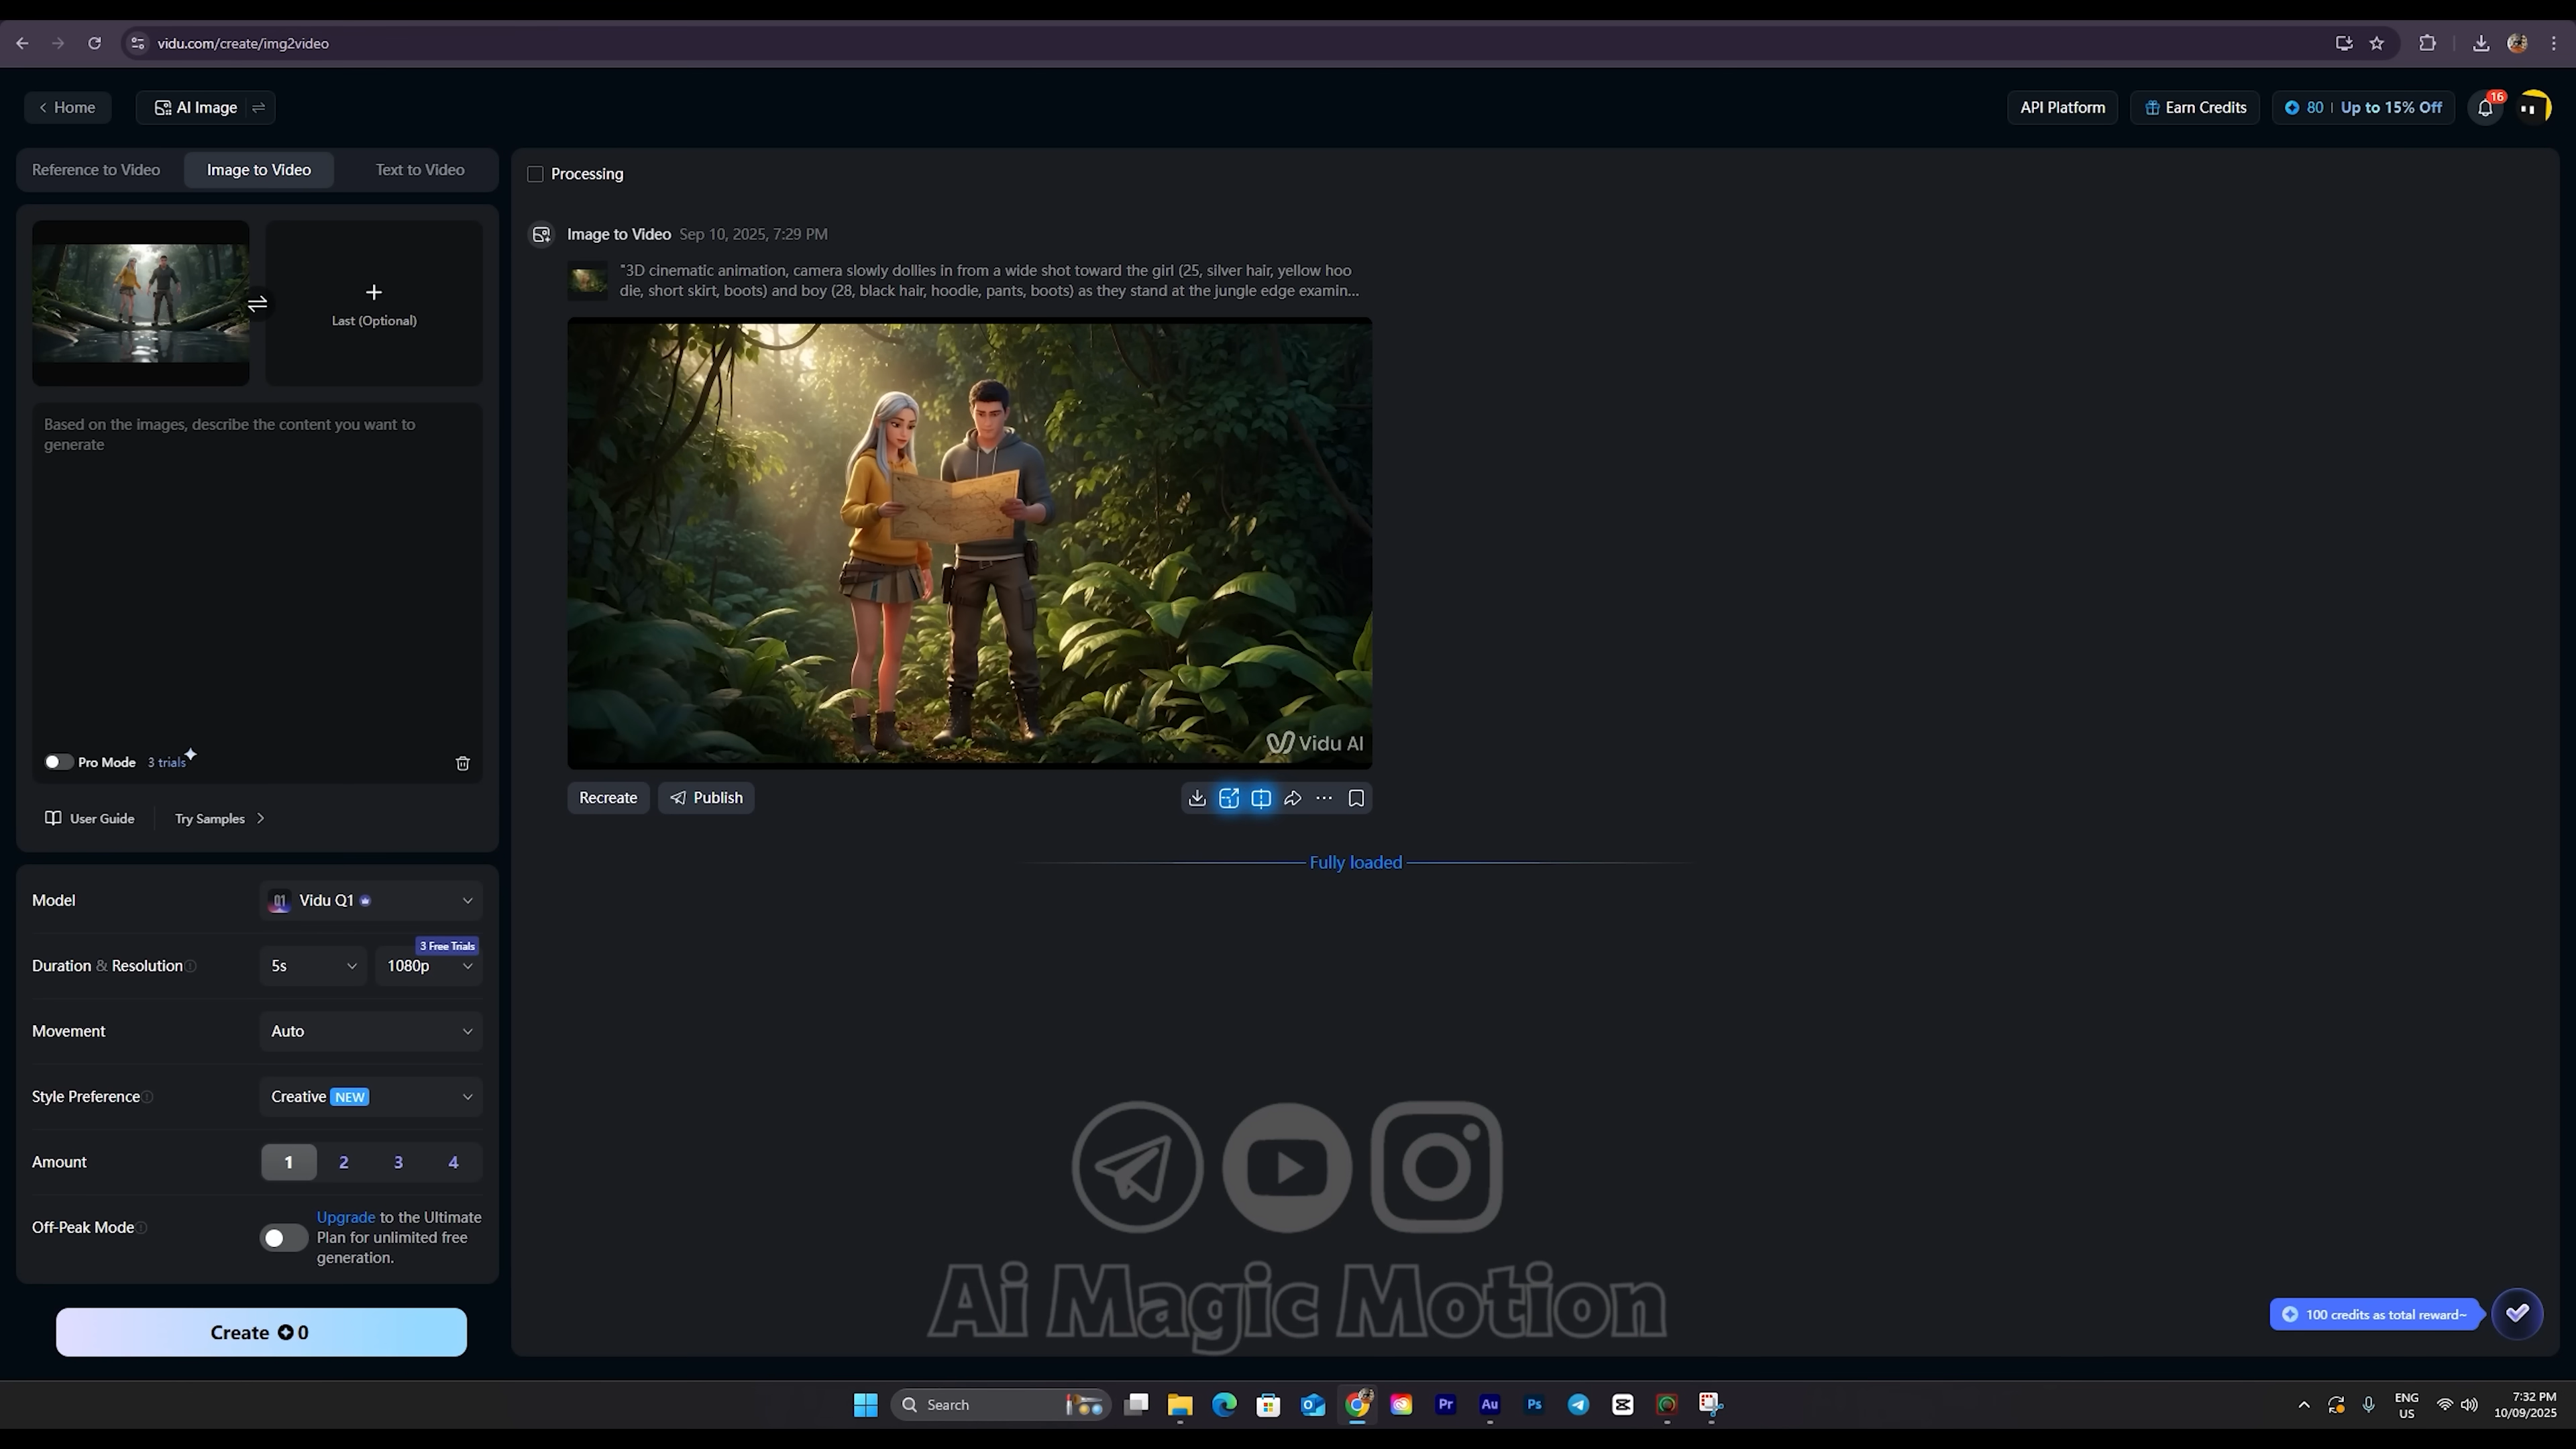 vidu.com/create/img2video
Home
AI Image
API Platform
Earn Credits
80 | Up to 15% Off
16
Reference to Video
Image to Video
Text to Video
Last (Optional)
Based on the images, describe the content you want to
generate
Pro Mode
3 trials
User Guide
Try Samples
Model
Q1 Vidu Q1
3 Free Trials
Duration & Resolution
5s
1080p
Movement
Auto
Style Preference
Creative NEW
Amount
1 2 3 4
Off-Peak Mode
Upgrade to the Ultimate
Plan for unlimited free
generation.
Create 0
Processing
Image to Video Sep 10, 2025, 7:29 PM
"3D cinematic animation, camera slowly dollies in from a wide shot toward the girl (25, silver hair, yellow hoo
die, short skirt, boots) and boy (28, black hair, hoodie, pants, boots) as they stand at the jungle edge examin...
Vidu AI
Recreate
Publish
Fully loaded
Ai Magic Motion
100 credits as total reward~
Search
Pr
Au
Ps
ENG
US
7:32 PM
10/09/2025